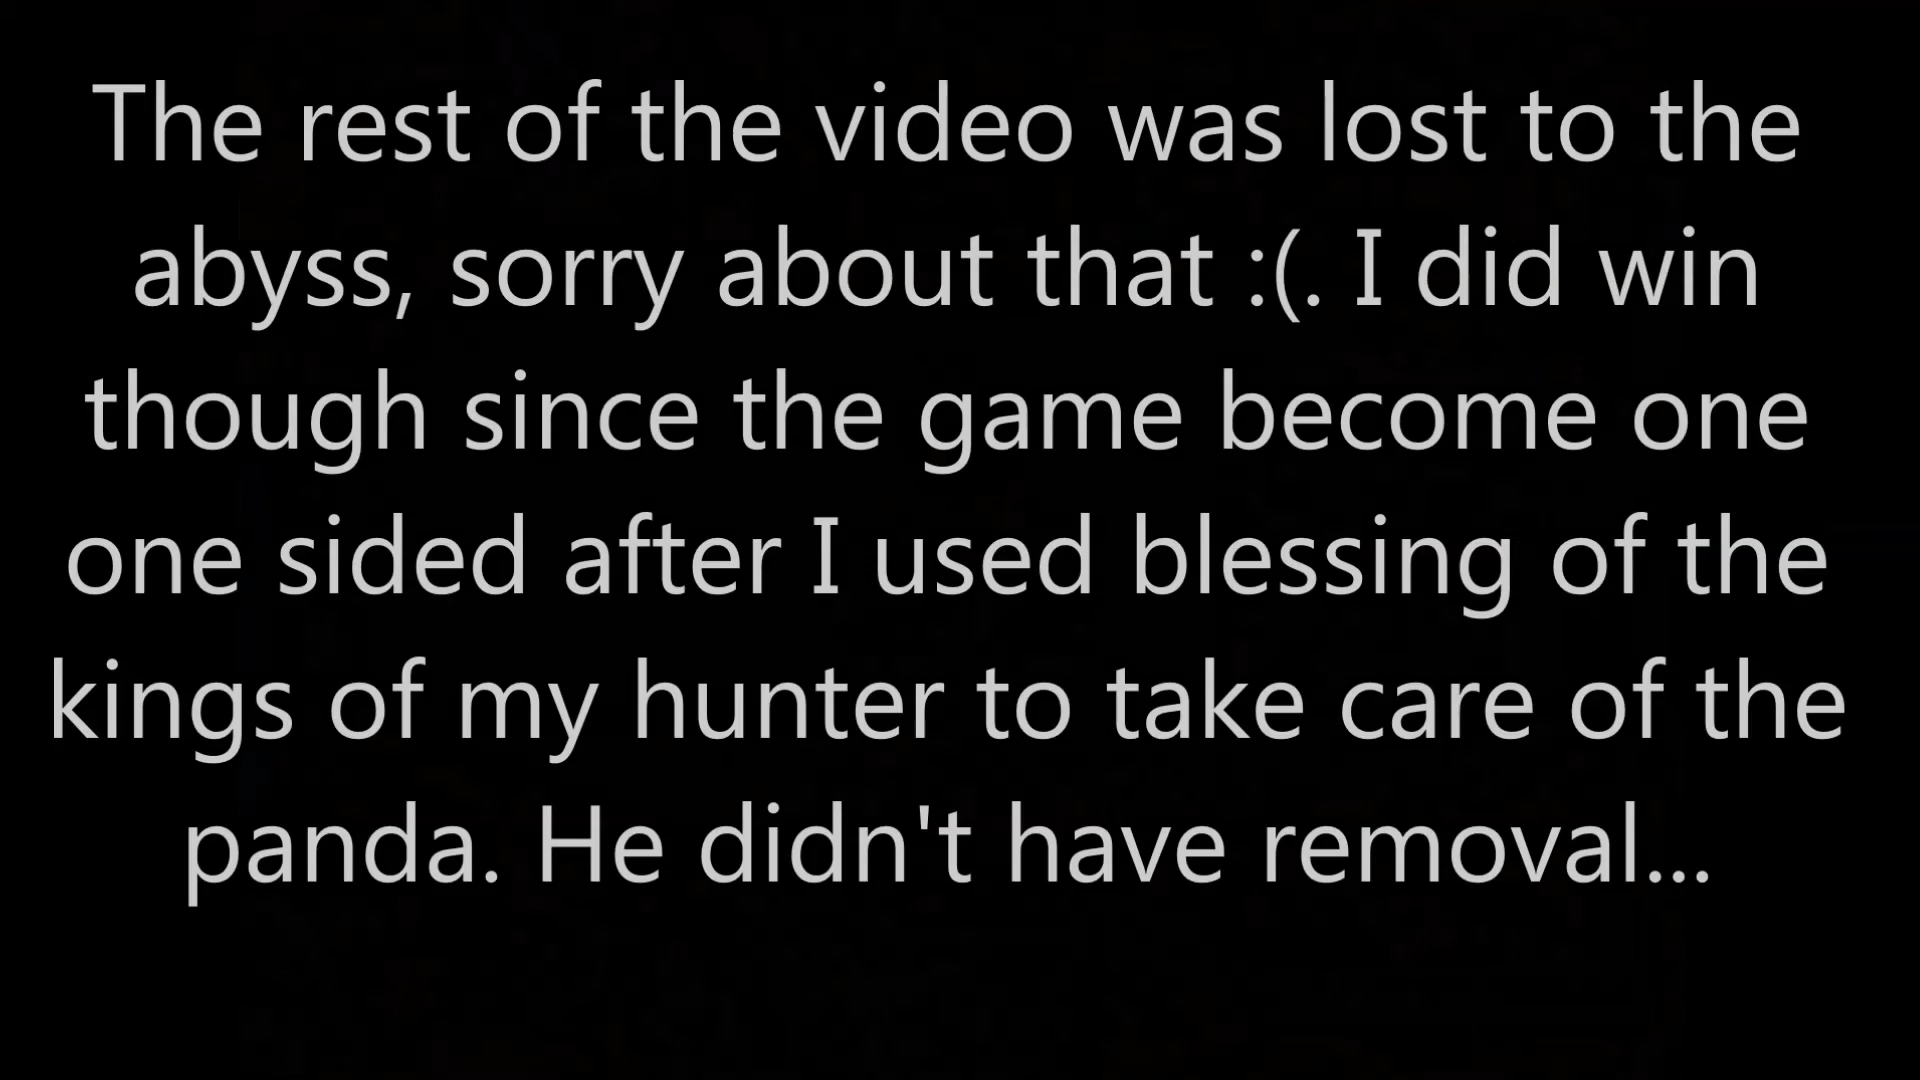 The rest of the video was lost to the
abyss, sorry about that :(. I did win
though since the game become one
one sided after I used blessing of the
kings of my hunter to take care of the
panda. He didn't have removal...